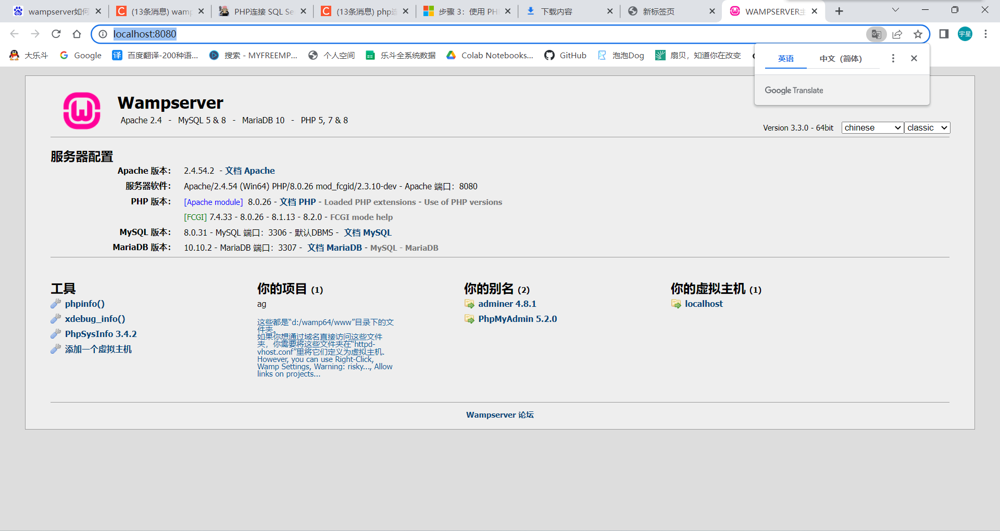 wampserver如何
(13条消息) wamp
PHP连接 SQL Se
(13条消息) php连
步骤 3：使用 PH
下载内容
新标签页
WAMPSERVER主
localhost:8080
宇星
大乐斗
Google
译 百度翻译-200种语...
搜索 - MYFREEMP...
个人空间
乐斗全系统数据
Colab Notebooks...
GitHub
泡泡Dog
扇贝，知道你在改变
英语
中文（简体）
Google Translate
Wampserver
Apache 2.4 - MySQL 5 & 8 - MariaDB 10 - PHP 5, 7 & 8
Version 3.3.0 - 64bit chinese classic
服务器配置
Apache 版本： 2.4.54.2 - 文档 Apache
服务器软件： Apache/2.4.54 (Win64) PHP/8.0.26 mod_fcgid/2.3.10-dev - Apache 端口：8080
PHP 版本： [Apache module] 8.0.26 - 文档 PHP - Loaded PHP extensions - Use of PHP versions
[FCGI] 7.4.33 - 8.0.26 - 8.1.13 - 8.2.0 - FCGI mode help
MySQL 版本： 8.0.31 - MySQL 端口：3306 - 默认DBMS - 文档 MySQL
MariaDB 版本： 10.10.2 - MariaDB 端口：3307 - 文档 MariaDB - MySQL - MariaDB
工具
phpinfo()
xdebug_info()
PhpSysInfo 3.4.2
添加一个虚拟主机
你的项目 (1)
ag
这些都是“d:/wamp64/www”目录下的文
件夹。
如果你想通过域名直接访问这些文件
夹，你需要将这些文件夹在“httpd-
vhost.conf”里将它们定义为虚拟主机.
However, you can use Right-Click,
Wamp Settings, Warning: risky..., Allow
links on projects...
你的别名 (2)
adminer 4.8.1
PhpMyAdmin 5.2.0
你的虚拟主机 (1)
localhost
Wampserver 论坛